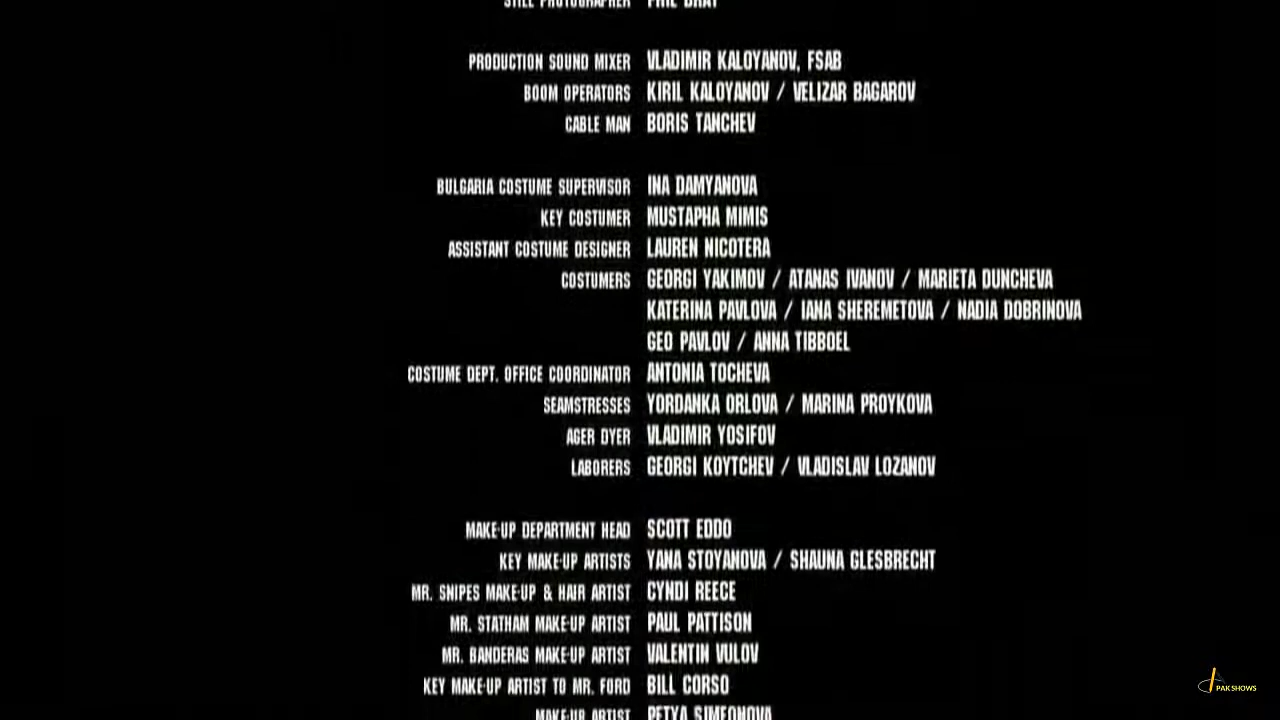 STILL PHOTOGRAPHER PHIL BRAY
PRODUCTION SOUND MIXER VLADIMIR KALOYANOV, FSAB
BOOM OPERATORS KIRIL KALOYANOV / VELIZAR BAGAROV
CABLE MAN BORIS TANCHEV
BULGARIA COSTUME SUPERVISOR INA DAMYANOVA
KEY COSTUMER MUSTAPHA MIMIS
ASSISTANT COSTUME DESIGNER LAUREN NICOTERA
COSTUMERS GEORGI YAKIMOV / ATANAS IVANOV / MARIETA DUNCHEVA
KATERINA PAVLOVA / IANA SHEREMETOVA / NADIA DOBRINOVA
GEO PAVLOV / ANNA TIBBOEL
COSTUME DEPT. OFFICE COORDINATOR ANTONIA TOCHEVA
SEAMSTRESSES YORDANKA ORLOVA / MARINA PROYKOVA
AGER DYER VLADIMIR YOSIFOV
LABORERS GEORGI KOYTCHEV / VLADISLAV LOZANOV
MAKE-UP DEPARTMENT HEAD SCOTT EDDO
KEY MAKE-UP ARTISTS YANA STOYANOVA / SHAUNA GLESBRECHT
MR. SNIPES MAKE-UP & HAIR ARTIST CYNDI REECE
MR. STATHAM MAKE-UP ARTIST PAUL PATTISON
MR. BANDERAS MAKE-UP ARTIST VALENTIN VULOV
KEY MAKE-UP ARTIST TO MR. FORD BILL CORSO
MAKE-UP ARTIST PETYA SIMEONOVA
PAK SHOWS